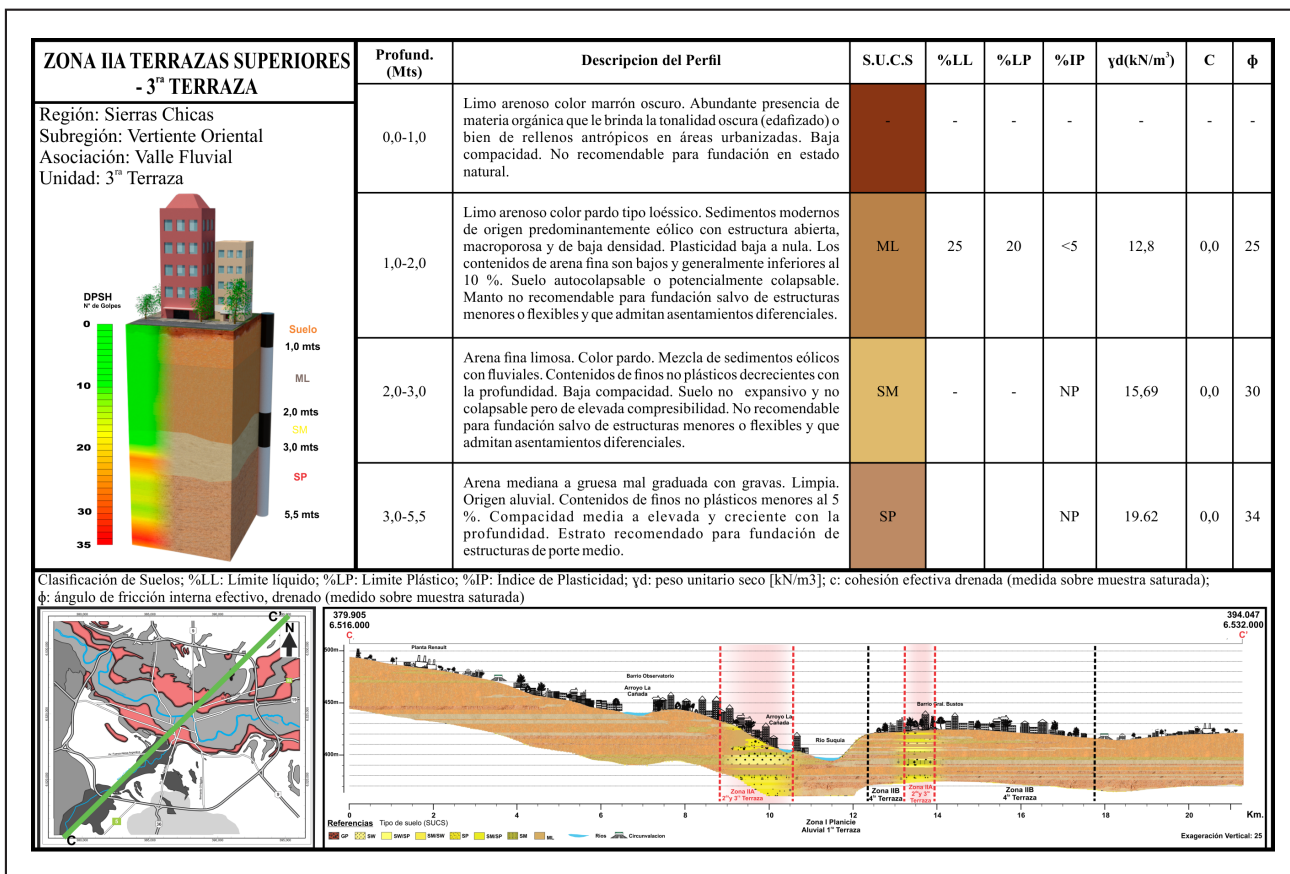 ZONA IIA TERRAZAS SUPERIORES
- 3ra TERRAZA
Región: Sierras Chicas
Subregión: Vertiente Oriental
Asociación: Valle Fluvial
Unidad: 3ra Terraza
DPSH
N° de Golpes
0
10
20
30
35
Suelo
1,0 mts
ML
2,0 mts
SM
3,0 mts
SP
5,5 mts
Profund. (Mts) Descripcion del Perfil S.U.C.S %LL %LP %IP γd(kN/m3) C ϕ
0,0-1,0
Limo arenoso color marrón oscuro. Abundante presencia de
materia orgánica que le brinda la tonalidad oscura (edafizado) o
bien de rellenos antrópicos en áreas urbanizadas. Baja
compacidad. No recomendable para fundación en estado
natural.
- - - - - - -
1,0-2,0
Limo arenoso color pardo tipo loéssico. Sedimentos modernos
de origen predominantemente eólico con estructura abierta,
macroporosa y de baja densidad. Plasticidad baja a nula. Los
contenidos de arena fina son bajos y generalmente inferiores al
10 %. Suelo autocolapsable o potencialmente colapsable.
Manto no recomendable para fundación salvo de estructuras
menores o flexibles y que admitan asentamientos diferenciales.
ML 25 20 <5 12,8 0,0 25
2,0-3,0
Arena fina limosa. Color pardo. Mezcla de sedimentos eólicos
con fluviales. Contenidos de finos no plásticos decrecientes con
la profundidad. Baja compacidad. Suelo no expansivo y no
colapsable pero de elevada compresibilidad. No recomendable
para fundación salvo de estructuras menores o flexibles y que
admitan asentamientos diferenciales.
SM - - NP 15,69 0,0 30
3,0-5,5
Arena mediana a gruesa mal graduada con gravas. Limpia.
Origen aluvial. Contenidos de finos no plásticos menores al 5
%. Compacidad media a elevada y creciente con la
profundidad. Estrato recomendado para fundación de
estructuras de porte medio.
SP NP 19.62 0,0 34
Clasificación de Suelos; %LL: Límite líquido; %LP: Limite Plástico; %IP: Índice de Plasticidad; γd: peso unitario seco [kN/m3]; c: cohesión efectiva drenada (medida sobre muestra saturada);
ϕ: ángulo de fricción interna efectivo, drenado (medido sobre muestra saturada)
C'
N
C
379.905
6.516.000
C
394.047
6.532.000
C'
500m
450m
400m
Planta Renault
Barrio Observatorio
Arroyo La
Cañada
Arroyo La
Cañada
Rio Suquia
Barrio Gral. Bustos
Zona IIA
2° y 3° Terraza
Zona IIB
4° Terraza
Zona IIA
2° y 3°
Terraza
Zona IIB
4° Terraza
0 2 4 6 8 10 12 14 16 18 20 Km.
Zona I Planicie
Aluvial 1° Terraza
Referencias Tipo de suelo (SUCS)
GP SW SW/SP SM/SW SP SM/SP SM ML Rios Circunvalacion
Exageración Vertical: 25